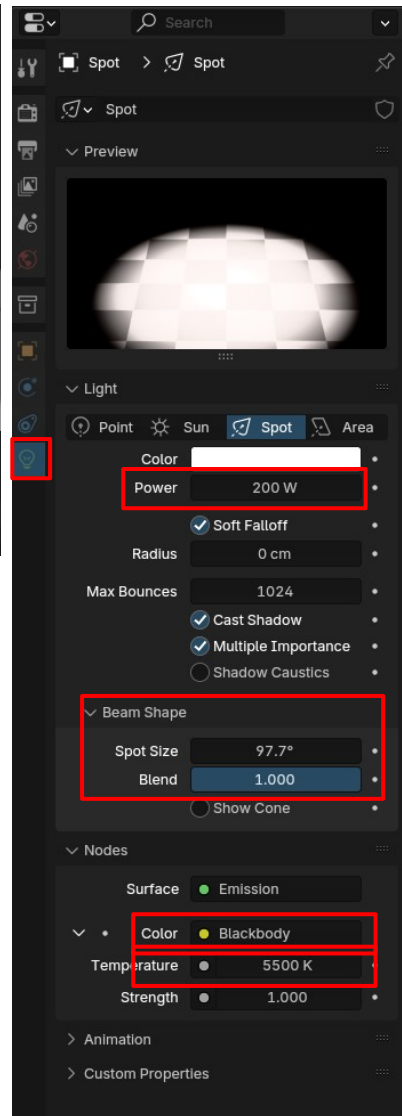 Search
Spot > Spot
Spot
Preview
Light
Point Sun Spot Area
Color
Power 200 W
Soft Falloff
Radius 0 cm
Max Bounces 1024
Cast Shadow
Multiple Importance
Shadow Caustics
Beam Shape
Spot Size 97.7°
Blend 1.000
Show Cone
Nodes
Surface Emission
Color Blackbody
Temperature 5500 K
Strength 1.000
Animation
Custom Properties